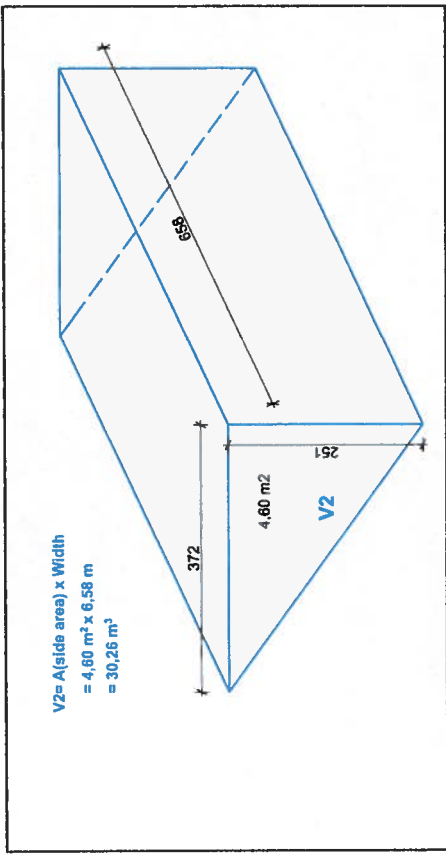 V2= A(side area) x Width
= 4,60 m² x 6,58 m
= 30,26 m³
658
372
4,60 m2
251
V2